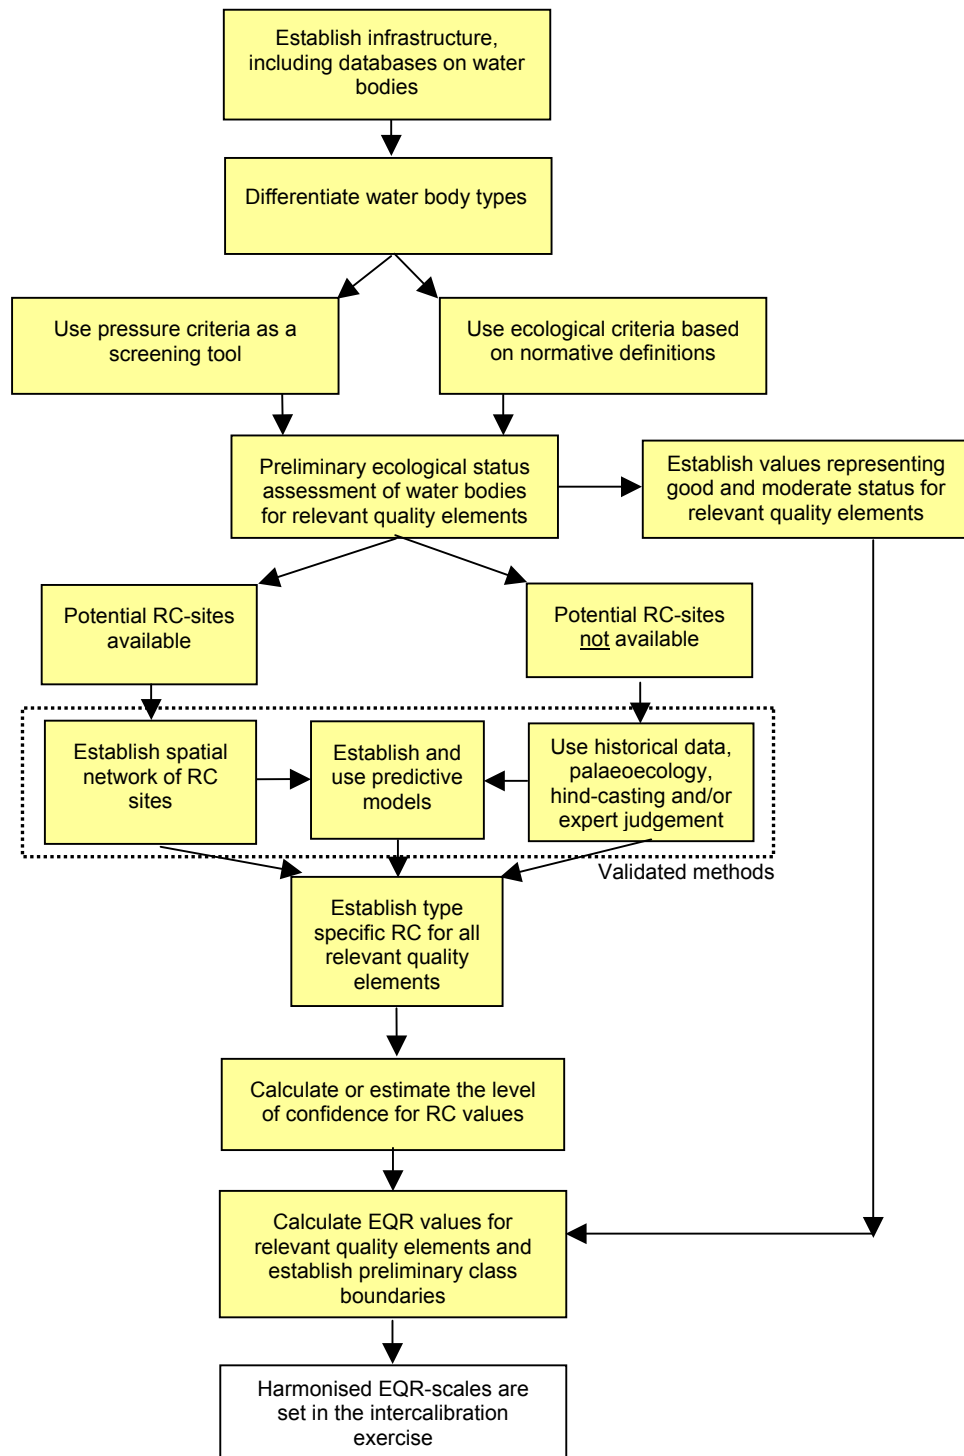 Establish infrastructure,
including databases on water
bodies
Differentiate water body types
Use pressure criteria as a
screening tool
Use ecological criteria based
on normative definitions
Preliminary ecological status
assessment of water bodies
for relevant quality elements
Establish values representing
good and moderate status for
relevant quality elements
Potential RC-sites
available
Potential RC-sites
not available
Establish spatial
network of RC
sites
Establish and
use predictive
models
Use historical data,
palaeoecology,
hind-casting and/or
expert judgement
Validated methods
Establish type
specific RC for all
relevant quality
elements
Calculate or estimate the level
of confidence for RC values
Calculate EQR values for
relevant quality elements and
establish preliminary class
boundaries
Harmonised EQR-scales are
set in the intercalibration
exercise